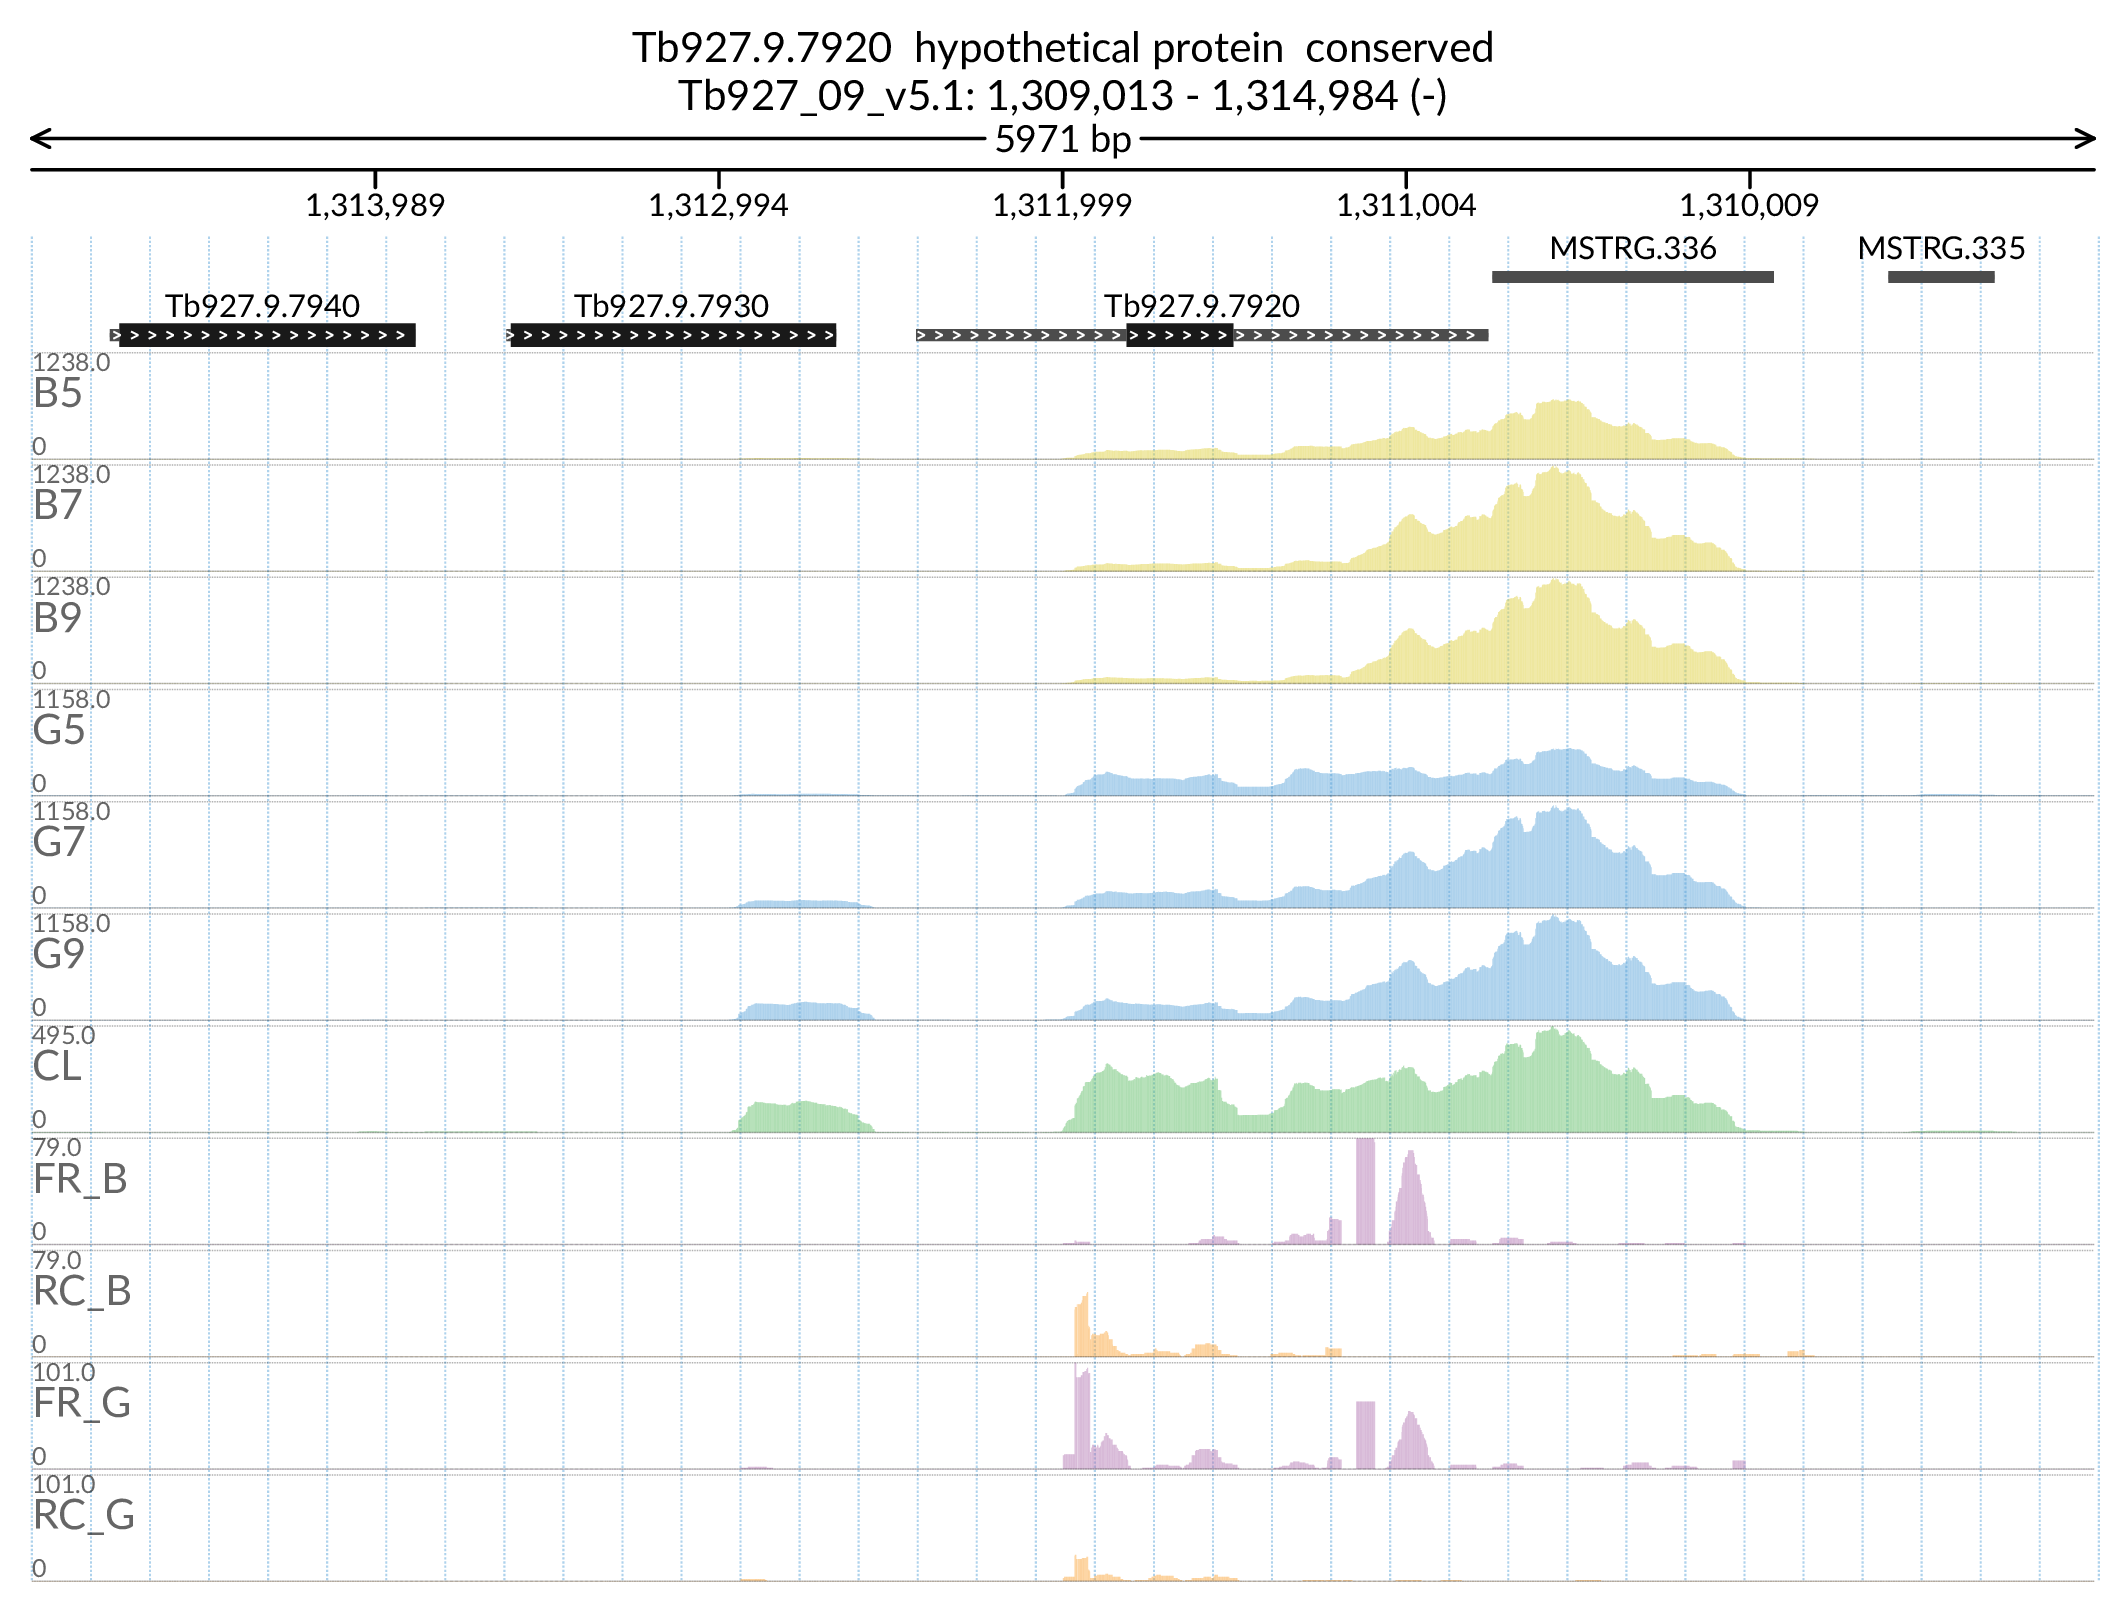 Tb927.9.7920 hypothetical protein conserved
Tb927_09_v5.1: 1,309,013 - 1,314,984 (-)
5971 bp
1,313,989 1,312,994 1,311,999 1,311,004 1,310,009
MSTRG.336 MSTRG.335
Tb927.9.7940 Tb927.9.7930 Tb927.9.7920
1238.0
B5
0
1238.0
B7
0
1238.0
B9
0
1158.0
G5
0
1158.0
G7
0
1158.0
G9
0
495.0
CL
0
79.0
FR_B
0
79.0
RC_B
0
101.0
FR_G
0
101.0
RC_G
0